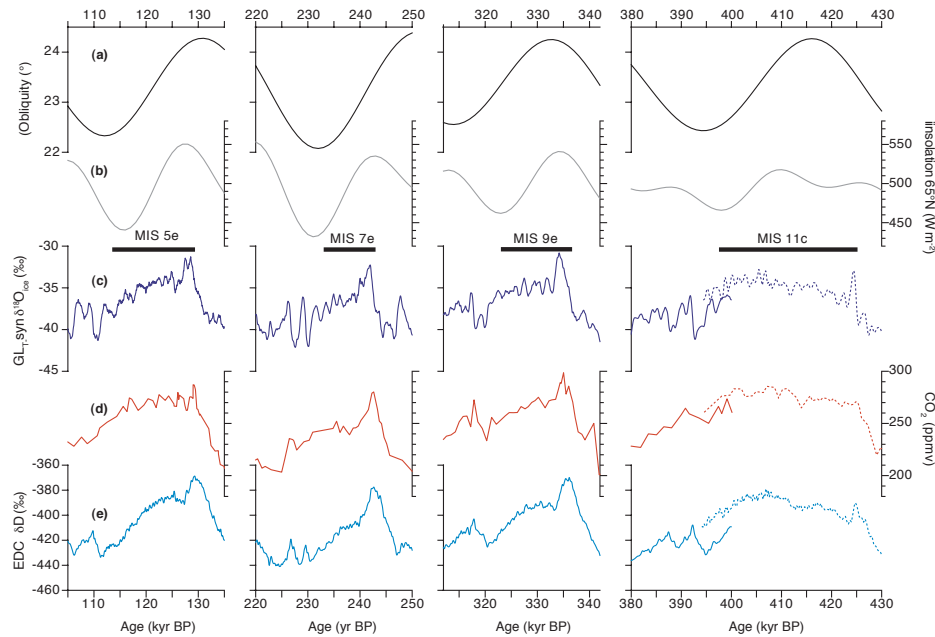 110 120 130 220 230 240 250 320 330 340 380 390 400 410 420 430
(a)
24
23
22
(Obliquity (°)
(b)
550
500
450
iinsolation 65°N
(W m-2)
MIS 5e MIS 7e MIS 9e MIS 11c
(c)
-30
-35
-40
-45
GLT_syn δ18Oice (‰)
(d)
300
250
200
CO2 (ppmv)
(e)
-360
-380
-400
-420
-440
-460
EDC δD (‰)
110 120 130 220 230 240 250 320 330 340 380 390 400 410 420 430
Age (kyr BP) Age (yr BP) Age (kyr BP) Age (kyr BP)